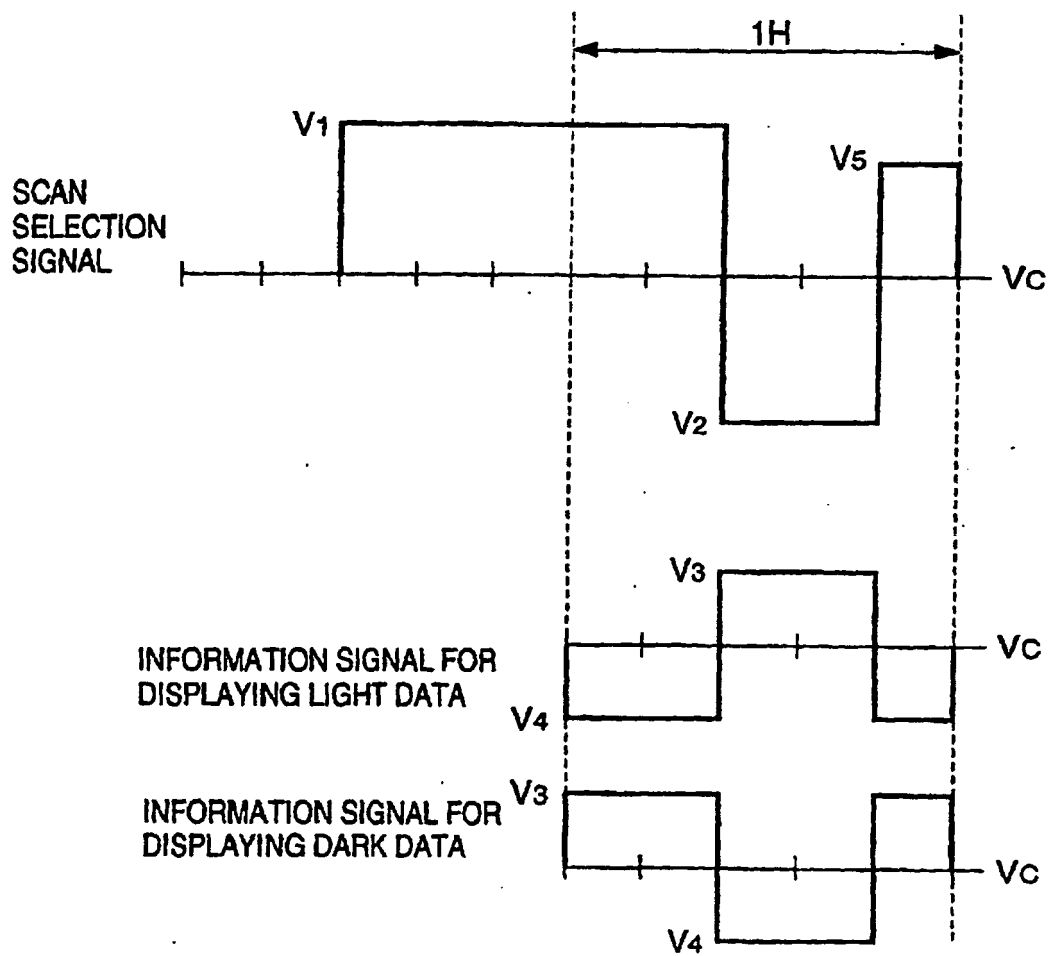 1H
V1
V5
SCAN
SELECTION
SIGNAL
VC
V2
V3
VC
INFORMATION SIGNAL FOR
DISPLAYING LIGHT DATA
V4
V3
INFORMATION SIGNAL FOR
DISPLAYING DARK DATA
VC
V4